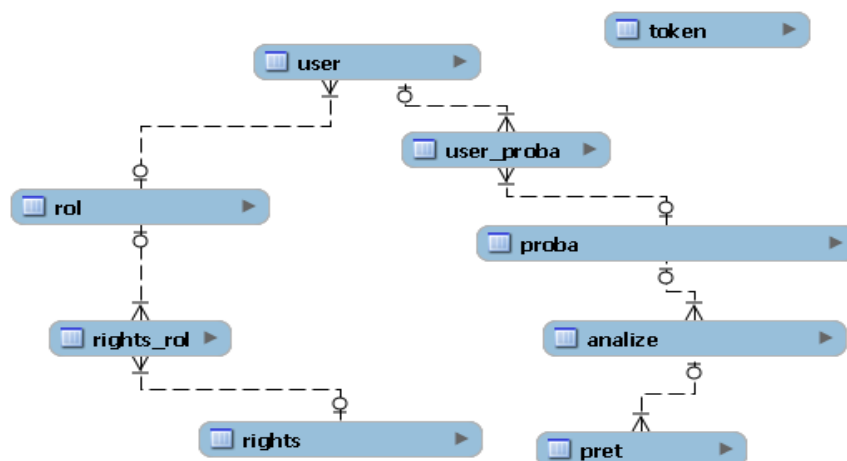 token
user
user_proba
rol
proba
rights_rol
analize
rights
pret